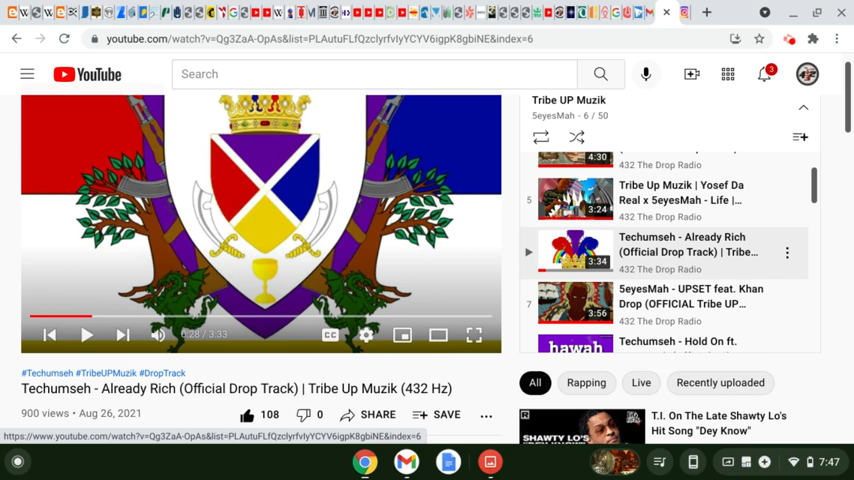 youtube.com/watch?v=Qg3ZaA-OpAs&list=PLAutuFLfQzclyrfvIyYCYV6igpK8gbiNE&index=6
YouTube
Search
3
Tribe UP Muzik
5eyesMah - 6 / 50
4:30
432 The Drop Radio
5
3:24
Tribe Up Muzik | Yosef Da
Real x 5eyesMah - Life |...
432 The Drop Radio
3:34
Techumseh - Already Rich
(Official Drop Track) | Tribe...
432 The Drop Radio
7
3:56
5eyesMah - UPSET feat. Khan
Drop (OFFICIAL Tribe UP...
432 The Drop Radio
hawah
Techumseh - Hold On ft.
0:28 / 3:33
CC
#Techumseh #TribeUPMuzik #DropTrack
Techumseh - Already Rich (Official Drop Track) | Tribe Up Muzik (432 Hz)
900 views • Aug 26, 2021
108
0
SHARE
SAVE
All
Rapping
Live
Recently uploaded
SHAWTY LO'S
T.I. On The Late Shawty Lo's
Hit Song "Dey Know"
https://www.youtube.com/watch?v=Qg3ZaA-OpAs&list=PLAutuFLfQzclyrfvIyYCYV6igpK8gbiNE&index=6
7:47